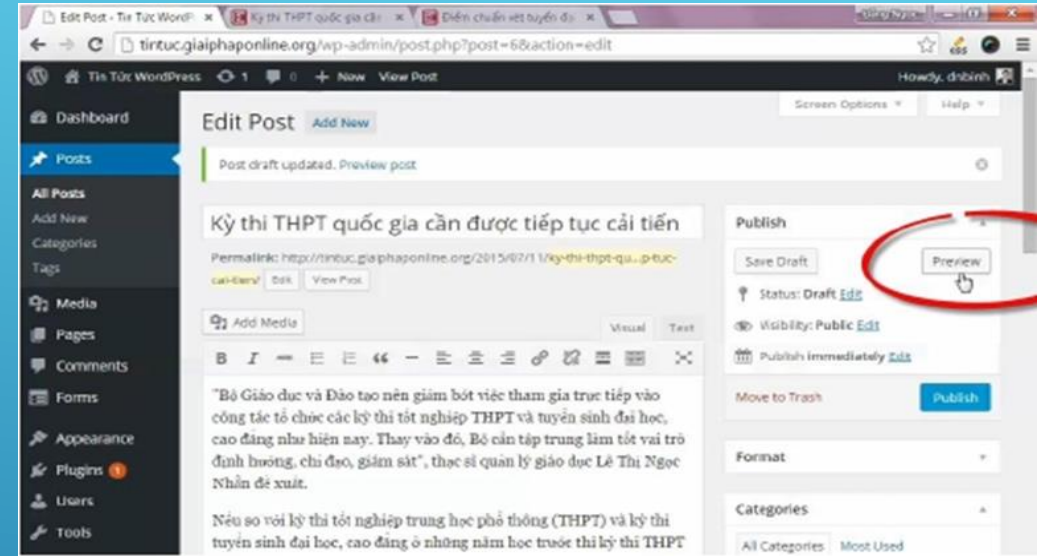 Edit Post - Tin Tức WordP
Kỳ thi THPT quốc gia cần
Điểm chuẩn xét tuyển đạ
tintuc.giaiphaponline.org/wp-admin/post.php?post=6&action=edit
Tin Tức WordPress 1 0 + New View Post
Howdy, dnbinh
Screen Options Help
Dashboard
Posts
All Posts
Add New
Categories
Tags
Media
Pages
Comments
Forms
Appearance
Plugins 1
Users
Tools
Edit Post Add New
Post draft updated. Preview post
Kỳ thi THPT quốc gia cần được tiếp tục cải tiến
Permalink: http://tintuc.giaiphaponline.org/2015/07/11/ky-thi-thpt-qu...p-tuc-
cai-tien/ Edit View Post
Add Media
Visual Text
B I
"Bộ Giáo dục và Đào tạo nên giảm bớt việc tham gia trực tiếp vào
công tác tổ chức các kỳ thi tốt nghiệp THPT và tuyển sinh đại học,
cao đẳng như hiện nay. Thay vào đó, Bộ cần tập trung làm tốt vai trò
định hướng, chỉ đạo, giám sát", thạc sĩ quản lý giáo dục Lê Thị Ngọc
Nhẫn đề xuất.
Nếu so với kỳ thi tốt nghiệp trung học phổ thông (THPT) và kỳ thi
tuyển sinh đại học, cao đẳng ở những năm học trước thì kỳ thi THPT
Publish
Save Draft Preview
Status: Draft Edit
Visibility: Public Edit
Publish immediately Edit
Move to Trash Publish
Format
Categories
All Categories Most Used